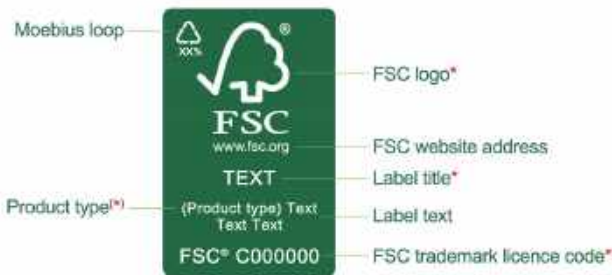 Moebius loop
XX%
®
FSC logo*
FSC
www.fsc.org
FSC website address
TEXT
Label title*
Product type(*)
(Product type) Text
Text Text
Label text
FSC® C000000
FSC trademark licence code*